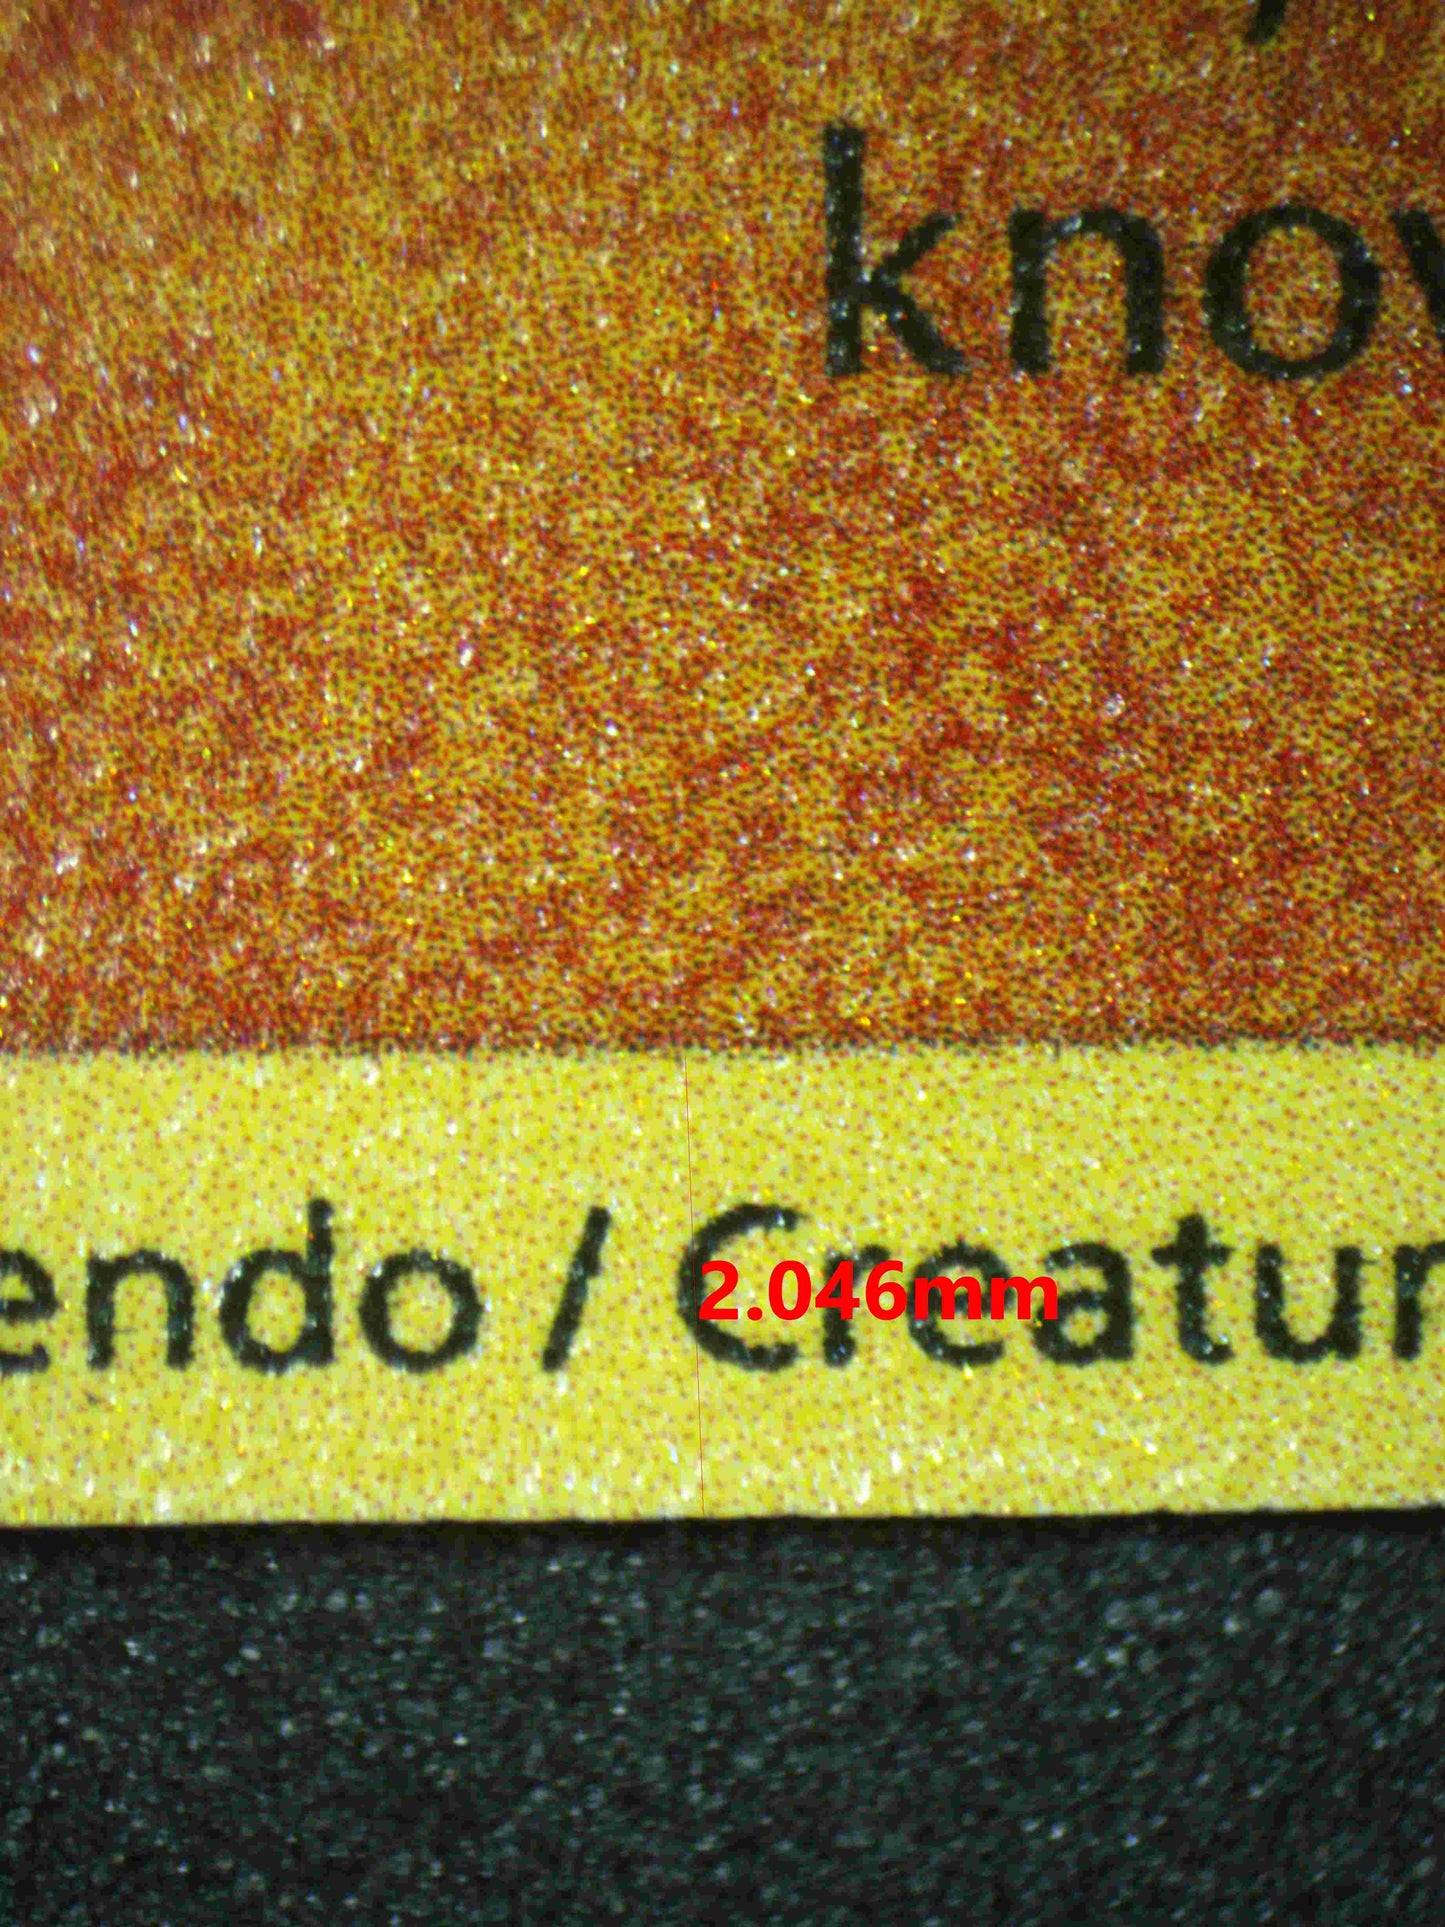 know
endo / Creatur
2.046mm